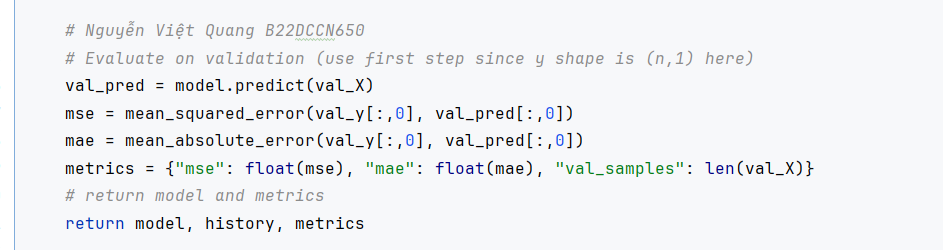 # Nguyễn Việt Quang B22DCCN650
# Evaluate on validation (use first step since y shape is (n,1) here)
val_pred = model.predict(val_X)
mse = mean_squared_error(val_y[:,0], val_pred[:,0])
mae = mean_absolute_error(val_y[:,0], val_pred[:,0])
metrics = {"mse": float(mse), "mae": float(mae), "val_samples": len(val_X)}
# return model and metrics
return model, history, metrics